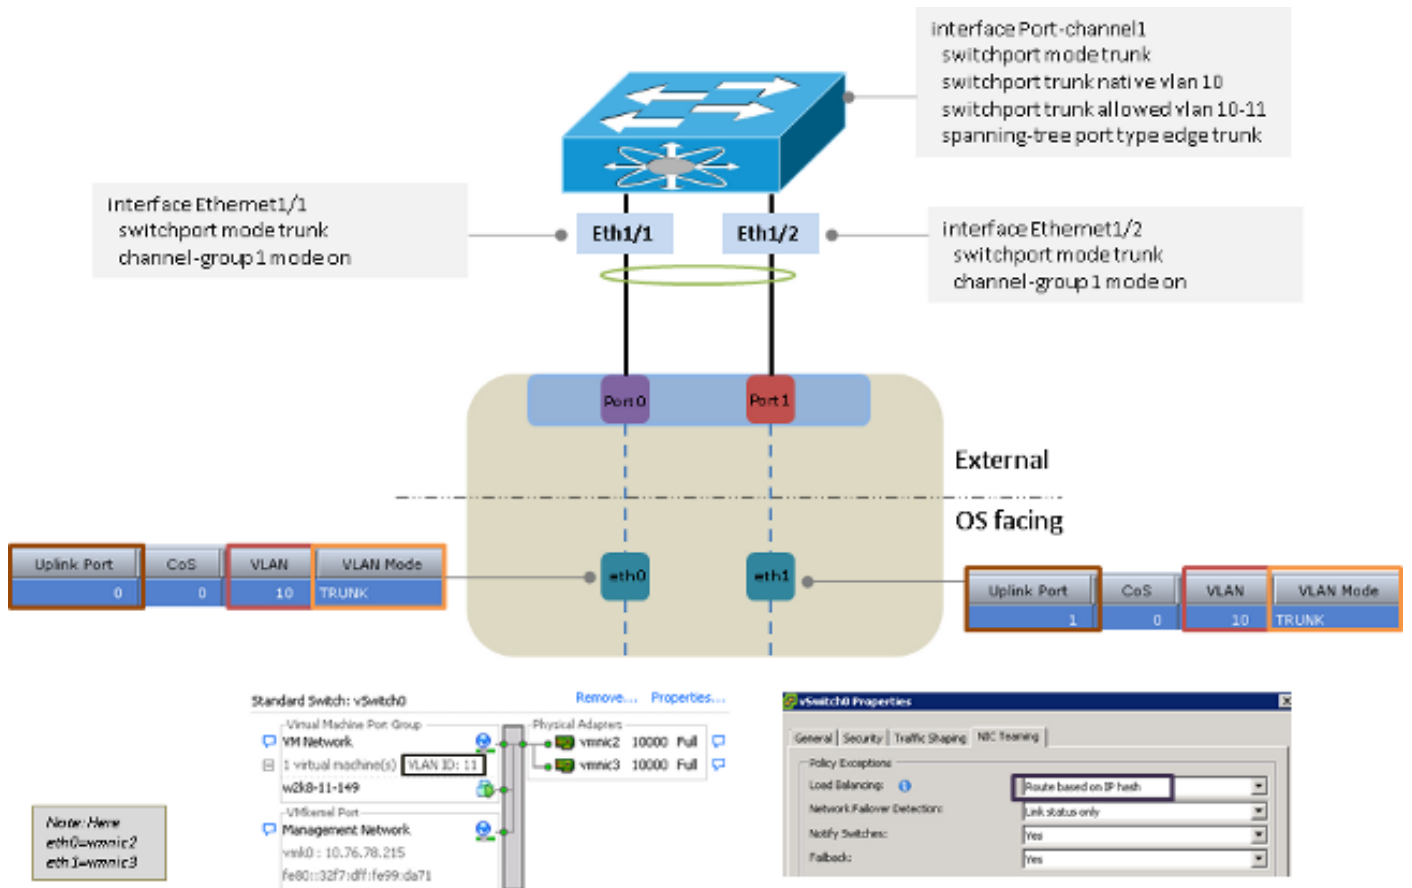 interface Port-channel1
switchport mode trunk
switchport trunk native vlan 10
switchport trunk allowed vlan 10-11
spanning-tree port type edge trunk
interface Ethernet1/1
switchport mode trunk
channel-group 1 mode on
Eth1/1
Eth1/2
interface Ethernet1/2
switchport mode trunk
channel-group 1 mode on
Port 0
Port 1
External
OS facing
eth0
eth1
Uplink Port CoS VLAN VLAN Mode
0 0 10 TRUNK
Uplink Port CoS VLAN VLAN Mode
1 0 10 TRUNK
Standard Switch: vSwitch0 Remove... Properties...
Virtual Machine Port Group Physical Adapters
VM Network vmnic2 10000 Full
1 virtual machine(s) VLAN ID: 11 vmnic3 10000 Full
w2k8-11-149
VMkernel Port
Management Network
vmk0 : 10.76.78.215
fe80::32f7:dff:fe99:da71
Note: Here
eth0=vmnic2
eth1=vmnic3
vSwitch0 Properties
General Security Traffic Shaping NIC Teaming
Policy Exceptions
Load Balancing: Route based on IP hash
Network Failover Detection: Link status only
Notify Switches: Yes
Failback: Yes